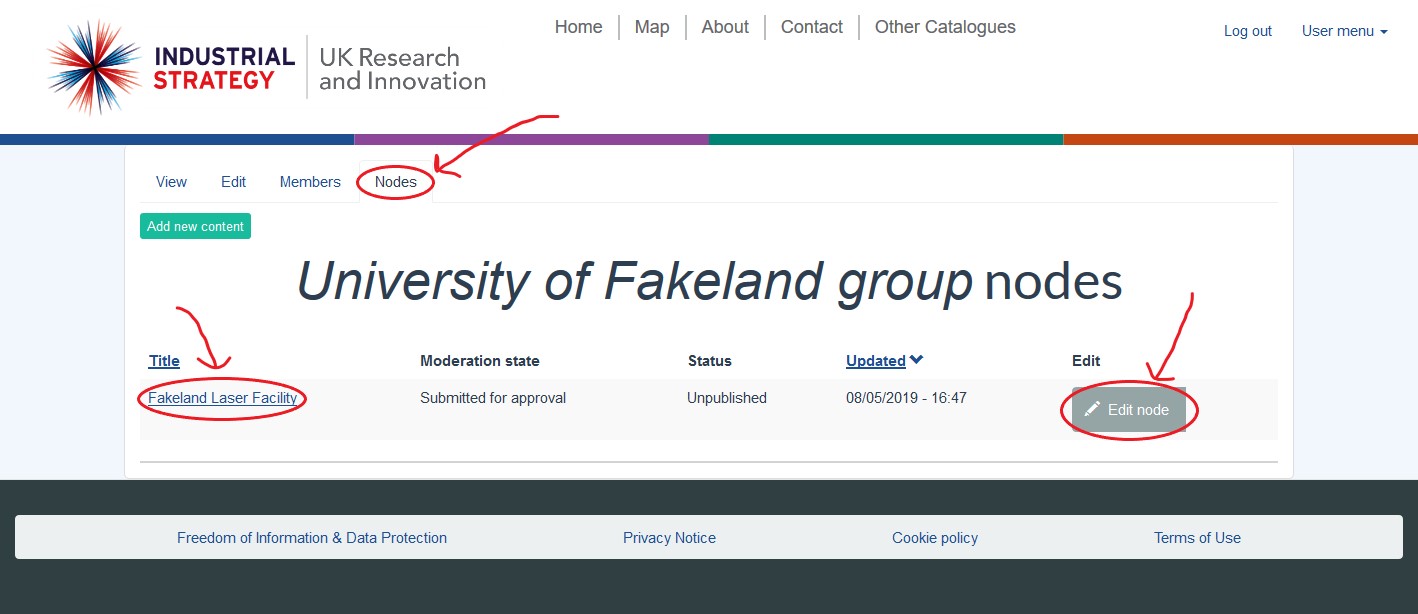 Home Map About Contact Other Catalogues
Log out User menu
INDUSTRIAL
STRATEGY
UK Research
and Innovation
View Edit Members Nodes
Add new content
University of Fakeland group nodes
Title Moderation state Status Updated Edit
Fakeland Laser Facility Submitted for approval Unpublished 08/05/2019 - 16:47 Edit node
Freedom of Information & Data Protection Privacy Notice Cookie policy Terms of Use